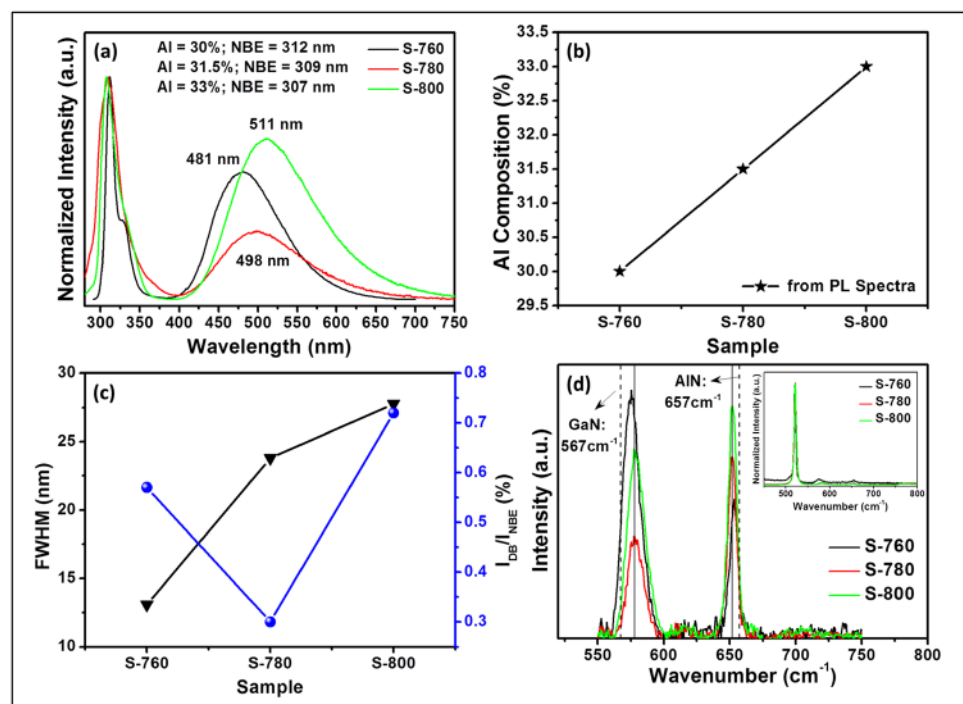 (a)
Al = 30%; NBE = 312 nm
Al = 31.5%; NBE = 309 nm
Al = 33%; NBE = 307 nm
S-760
S-780
S-800
511 nm
481 nm
498 nm
Normalized Intensity (a.u.)
300 350 400 450 500 550 600 650 700 750
Wavelength (nm)
(b)
33.5
33.0
32.5
32.0
31.5
31.0
30.5
30.0
29.5
Al Composition (%)
from PL Spectra
S-760 S-780 S-800
Sample
(c)
30
25
20
15
10
FWHM (nm)
0.8
0.7
0.6
0.5
0.4
0.3
I_DB/I_NBE (%)
S-760 S-780 S-800
Sample
(d)
AlN:
657cm⁻¹
GaN:
567cm⁻¹
Intensity (a.u.)
Normalized Intensity (a.u.)
S-760
S-780
S-800
500 600 700 800
Wavenumber (cm⁻¹)
S-760
S-780
S-800
550 600 650 700 750 800
Wavenumber (cm⁻¹)